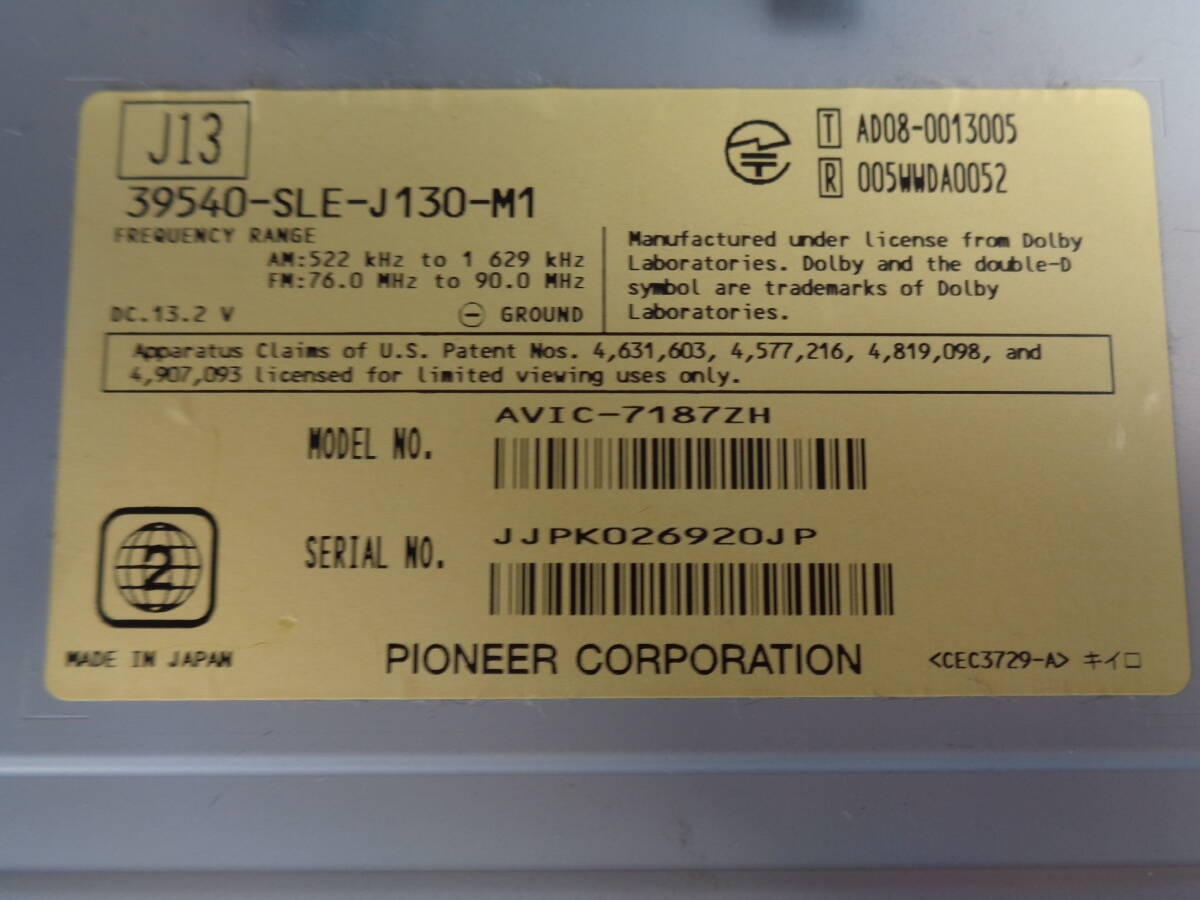 J13
39540-SLE-J130-M1
T AD08-0013005
R 005WWDA0052
FREQUENCY RANGE
AM:522 kHz to 1 629 kHz
FM:76.0 MHz to 90.0 MHz
DC.13.2 V
GROUND
Manufactured under license from Dolby
Laboratories. Dolby and the double-D
symbol are trademarks of Dolby
Laboratories.
Apparatus Claims of U.S. Patent Nos. 4,631,603, 4,577,216, 4,819,098, and
4,907,093 licensed for limited viewing uses only.
MODEL NO.
AVIC-7187ZH
SERIAL NO.
JJPK026920JP
2
MADE IN JAPAN
PIONEER CORPORATION
<CEC3729-A> キイロ